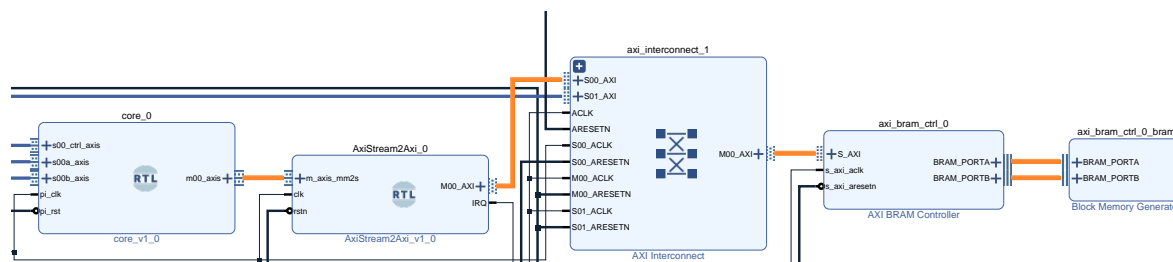 core_0
s00_ctrl_axis
s00a_axis
s00b_axis
pi_clk
pi_rst
RTL
m00_axis
core_v1_0
AxiStream2Axi_0
m_axis_mm2s
clk
rstn
RTL
M00_AXI
IRQ
AxiStream2Axi_v1_0
axi_interconnect_1
S00_AXI
S01_AXI
ACLK
ARESETN
S00_ACLK
S00_ARESETN
M00_ACLK
M00_ARESETN
S01_ACLK
S01_ARESETN
M00_AXI
AXI Interconnect
axi_bram_ctrl_0
S_AXI
s_axi_aclk
s_axi_aresetn
BRAM_PORTA
BRAM_PORTB
AXI BRAM Controller
axi_bram_ctrl_0_bram
BRAM_PORTA
BRAM_PORTB
Block Memory Generato